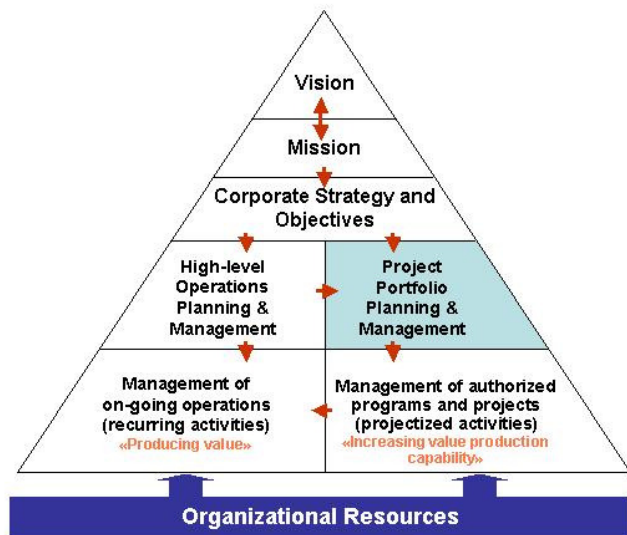 Vision
Mission
Corporate Strategy and
Objectives
High-level
Operations
Planning &
Management
Project
Portfolio
Planning &
Management
Management of
on-going operations
(recurring activities)
«Producing value»
Management of authorized
programs and projects
(projectized activities)
«Increasing value production
capability»
Organizational Resources